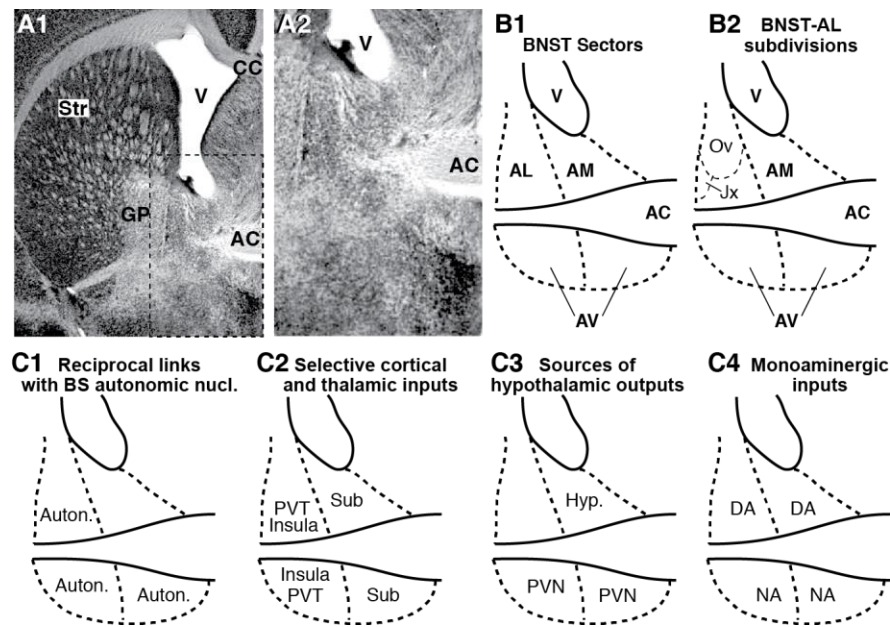 A1
CC
V
Str
GP
AC
A2
V
AC
B1
BNST Sectors
V
AL
AM
AC
AV
B2
BNST-AL
subdivisions
V
Ov
AM
Jx
AC
AV
C1 Reciprocal links
with BS autonomic nucl.
Auton.
Auton.
Auton.
C2 Selective cortical
and thalamic inputs
PVT
Insula
Sub
Insula
PVT
Sub
C3 Sources of
hypothalamic outputs
Hyp.
PVN
PVN
C4 Monoaminergic
inputs
DA
DA
NA
NA